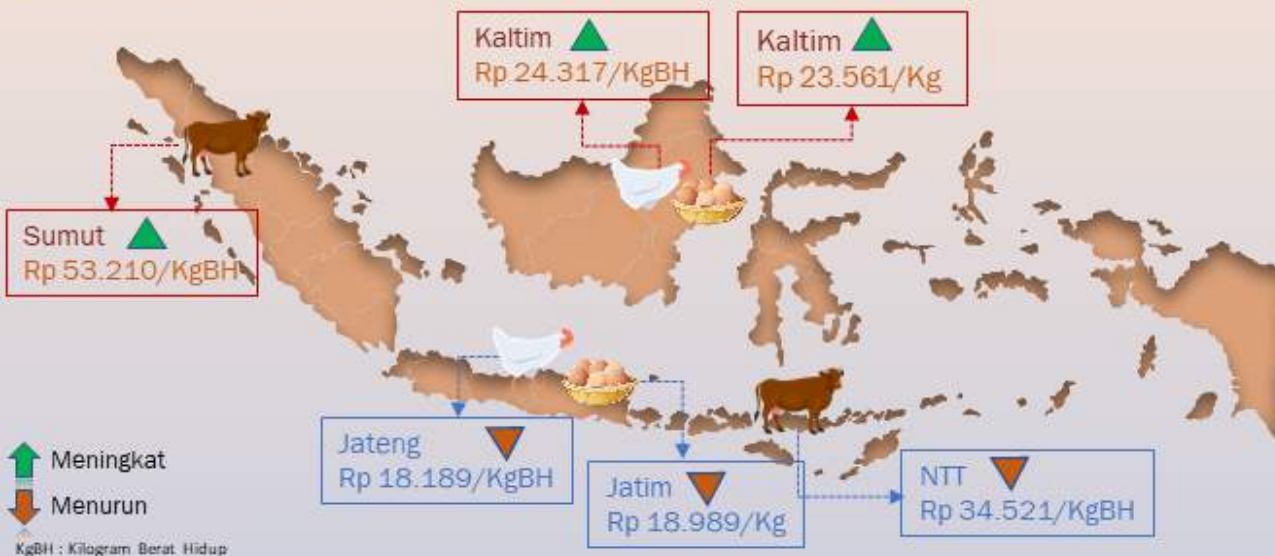 Kaltim
Rp 24.317/KgBH
Kaltim
Rp 23.561/Kg
Sumut
Rp 53.210/KgBH
Jateng
Rp 18.189/KgBH
Jatim
Rp 18.989/Kg
NTT
Rp 34.521/KgBH
Meningkat
Menurun
KgBH : Kilogram Berat Hidup